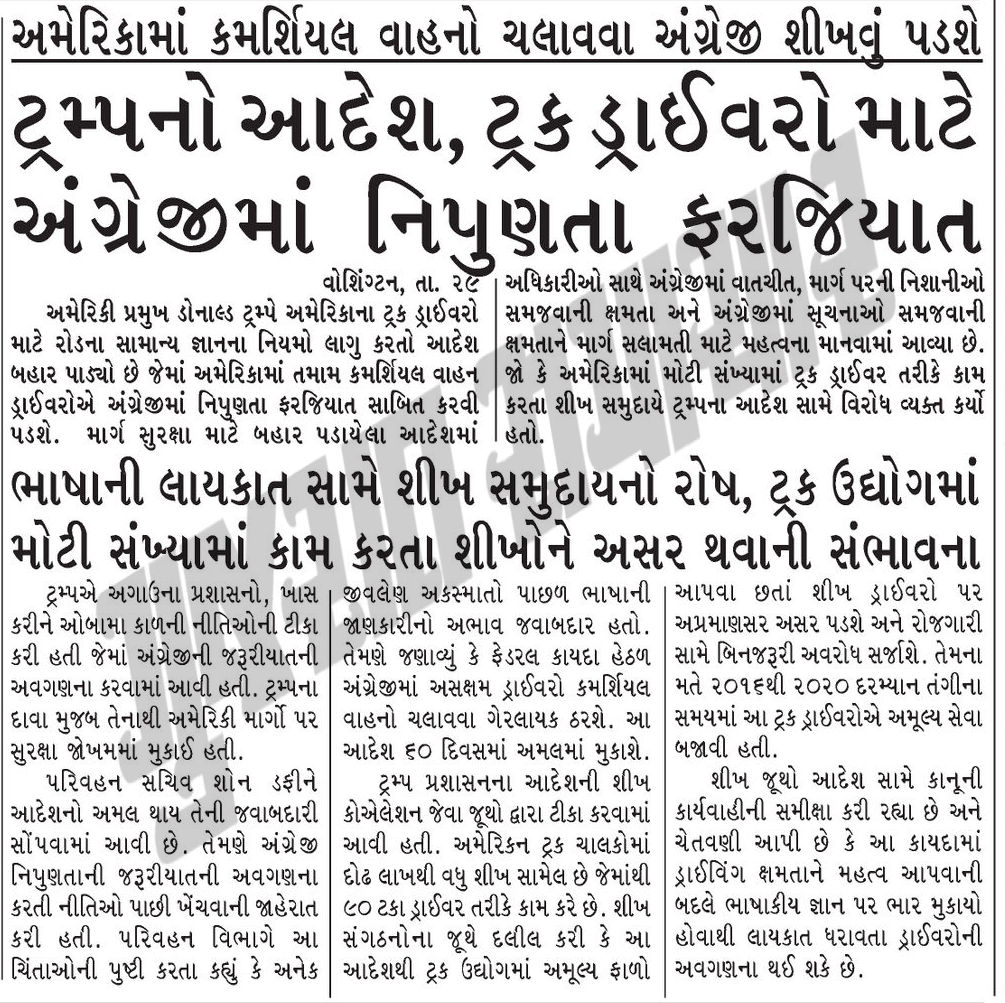 અમેરિકામાં કમર્શિયલ વાહનો ચલાવવા અંગ્રેજી શીખવું પડશે
ટ્રમ્પનો આદેશ, ટ્રક ડ્રાઈવરો માટે
અંગ્રેજીમાં નિપુણતા ફરજિયાત
વોશિંગ્ટન, તા. ૨૯
અમેરિકી પ્રમુખ ડોનાલ્ડ ટ્રમ્પે અમેરિકાના ટ્રક ડ્રાઈવરો
માટે રોડના સામાન્ય જ્ઞાનના નિયમો લાગુ કરતો આદેશ
બહાર પાડ્યો છે જેમાં અમેરિકામાં તમામ કમર્શિયલ વાહન
ડ્રાઈવરોએ અંગ્રેજીમાં નિપુણતા ફરજિયાત સાબિત કરવી
પડશે. માર્ગ સુરક્ષા માટે બહાર પડાયેલા આદેશમાં
અધિકારીઓ સાથે અંગ્રેજીમાં વાતચીત, માર્ગ પરની નિશાનીઓ
સમજવાની ક્ષમતા અને અંગ્રેજીમાં સૂચનાઓ સમજવાની
ક્ષમતાને માર્ગ સલામતી માટે મહત્વના માનવામાં આવ્યા છે.
જો કે અમેરિકામાં મોટી સંખ્યામાં ટ્રક ડ્રાઈવર તરીકે કામ
કરતા શીખ સમુદાયે ટ્રમ્પના આદેશ સામે વિરોધ વ્યક્ત કર્યો
હતો.
ભાષાની લાયકાત સામે શીખ સમુદાયનો રોષ, ટ્રક ઉદ્યોગમાં
મોટી સંખ્યામાં કામ કરતા શીખોને અસર થવાની સંભાવના
ટ્રમ્પએ અગાઉના પ્રશાસનો, ખાસ
કરીને ઓબામા કાળની નીતિઓની ટીકા
કરી હતી જેમાં અંગ્રેજીની જરૂરીયાતની
અવગણના કરવામાં આવી હતી. ટ્રમ્પના
દાવા મુજબ તેનાથી અમેરિકી માર્ગો પર
સુરક્ષા જોખમમાં મુકાઈ હતી.
પરિવહન સચિવ શોન ડફીને
આદેશનો અમલ થાય તેની જવાબદારી
સોંપવામાં આવી છે. તેમણે અંગ્રેજી
નિપુણતાની જરૂરીયાતની અવગણના
કરતી નીતિઓ પાછી ખેંચવાની જાહેરાત
કરી હતી. પરિવહન વિભાગે આ
ચિંતાઓની પુષ્ટી કરતા કહ્યું કે અનેક
જીવલેણ અકસ્માતો પાછળ ભાષાની
જાણકારીનો અભાવ જવાબદાર હતો.
તેમણે જણાવ્યું કે ફેડરલ કાયદા હેઠળ
અંગ્રેજીમાં અસક્ષમ ડ્રાઈવરો કમર્શિયલ
વાહનો ચલાવવા ગેરલાયક ઠરશે. આ
આદેશ ૬૦ દિવસમાં અમલમાં મુકાશે.
ટ્રમ્પ પ્રશાસનના આદેશની શીખ
કોએલેશન જેવા જૂથો દ્વારા ટીકા કરવામાં
આવી હતી. અમેરિકન ટ્રક ચાલકોમાં
દોઢ લાખથી વધુ શીખ સામેલ છે જેમાંથી
૯૦ ટકા ડ્રાઈવર તરીકે કામ કરે છે. શીખ
સંગઠનોના જૂથે દલીલ કરી કે આ
આદેશથી ટ્રક ઉદ્યોગમાં અમૂલ્ય ફાળો
આપવા છતાં શીખ ડ્રાઈવરો પર
અપ્રમાણસર અસર પડશે અને રોજગારી
સામે બિનજરૂરી અવરોધ સર્જાશે. તેમના
મતે ૨૦૧૬થી ૨૦૨૦ દરમ્યાન તંગીના
સમયમાં આ ટ્રક ડ્રાઈવરોએ અમૂલ્ય સેવા
બજાવી હતી.
શીખ જૂથો આદેશ સામે કાનૂની
કાર્યવાહીની સમીક્ષા કરી રહ્યા છે અને
ચેતવણી આપી છે કે આ કાયદામાં
ડ્રાઈવિંગ ક્ષમતાને મહત્વ આપવાની
બદલે ભાષાકીય જ્ઞાન પર ભાર મુકાયો
હોવાથી લાયકાત ધરાવતા ડ્રાઈવરોની
અવગણના થઈ શકે છે.
ગુજરાત સમાચાર